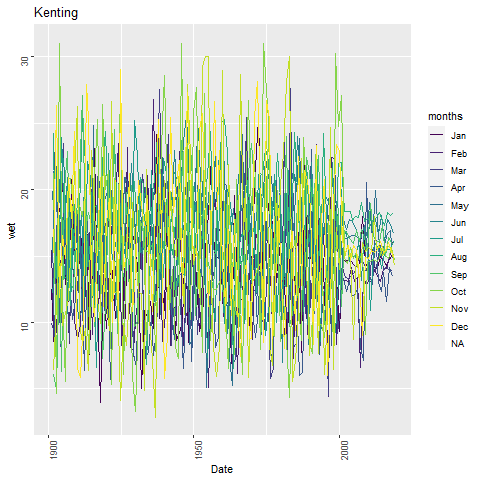 Kenting
30
20
10
wet
1900
1950
2000
Date
months
Jan
Feb
Mar
Apr
May
Jun
Jul
Aug
Sep
Oct
Nov
Dec
NA